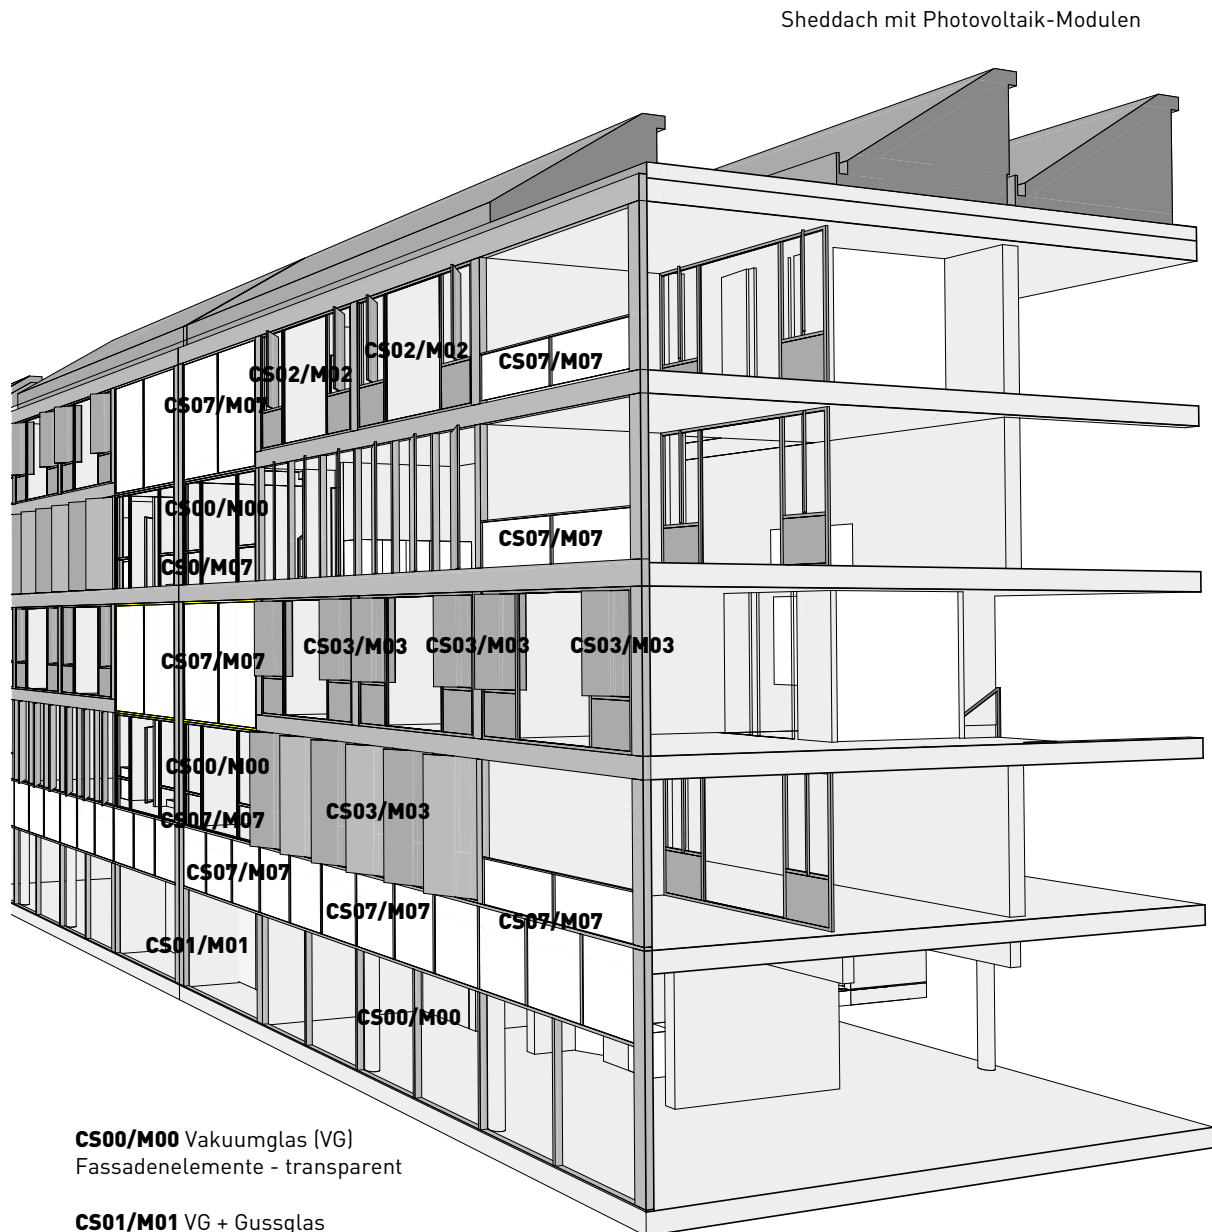 Sheddach mit Photovoltaik-Modulen
CS02/M02
CS02/M02
CS07/M07
CS07/M07
CS00/M00
CS07/M07
CS0/M07
CS03/M03
CS03/M03
CS03/M03
CS07/M07
CS00/M00
CS03/M03
CS07/M07
CS07/M07
CS07/M07
CS07/M07
CS01/M01
CS00/M00
CS00/M00 Vakuumglas (VG)
Fassadenelemente - transparent
CS01/M01 VG + Gussglas